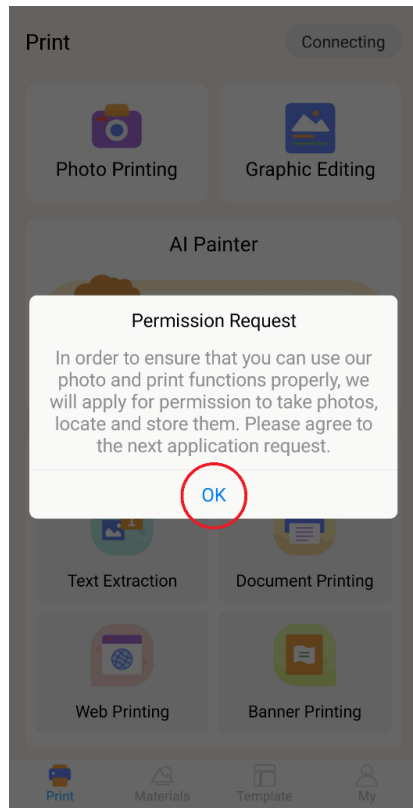 Print
Connecting
Photo Printing
Graphic Editing
AI Painter
Permission Request
In order to ensure that you can use our
photo and print functions properly, we
will apply for permission to take photos,
locate and store them. Please agree to
the next application request.
OK
Text Extraction
Document Printing
Web Printing
Banner Printing
Print
Materials
Template
My